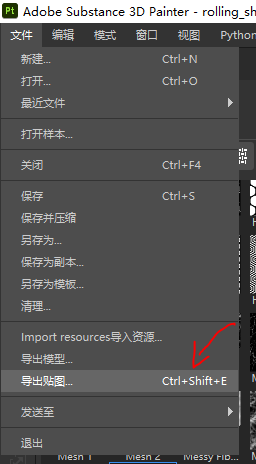 Adobe Substance 3D Painter - rolling_sh
文件 编辑 模式 窗口 视图 Python
新建... Ctrl+N
打开... Ctrl+O
最近文件
打开样本...
关闭 Ctrl+F4
保存 Ctrl+S
保存并压缩
另存为...
保存为副本...
另存为模板...
清理...
Import resources导入资源...
导出模型...
导出贴图... Ctrl+Shift+E
发送至
退出
Mesh 1 Mesh 2 Messy Fib...